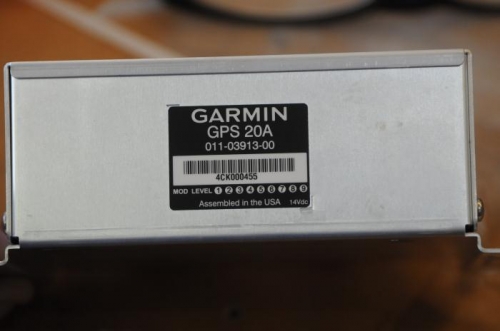 GARMIN
GPS 20A
011-03913-00
4CK000455
MOD LEVEL 1 2 3 4 5 6 7 8 9
Assembled in the USA 14Vdc